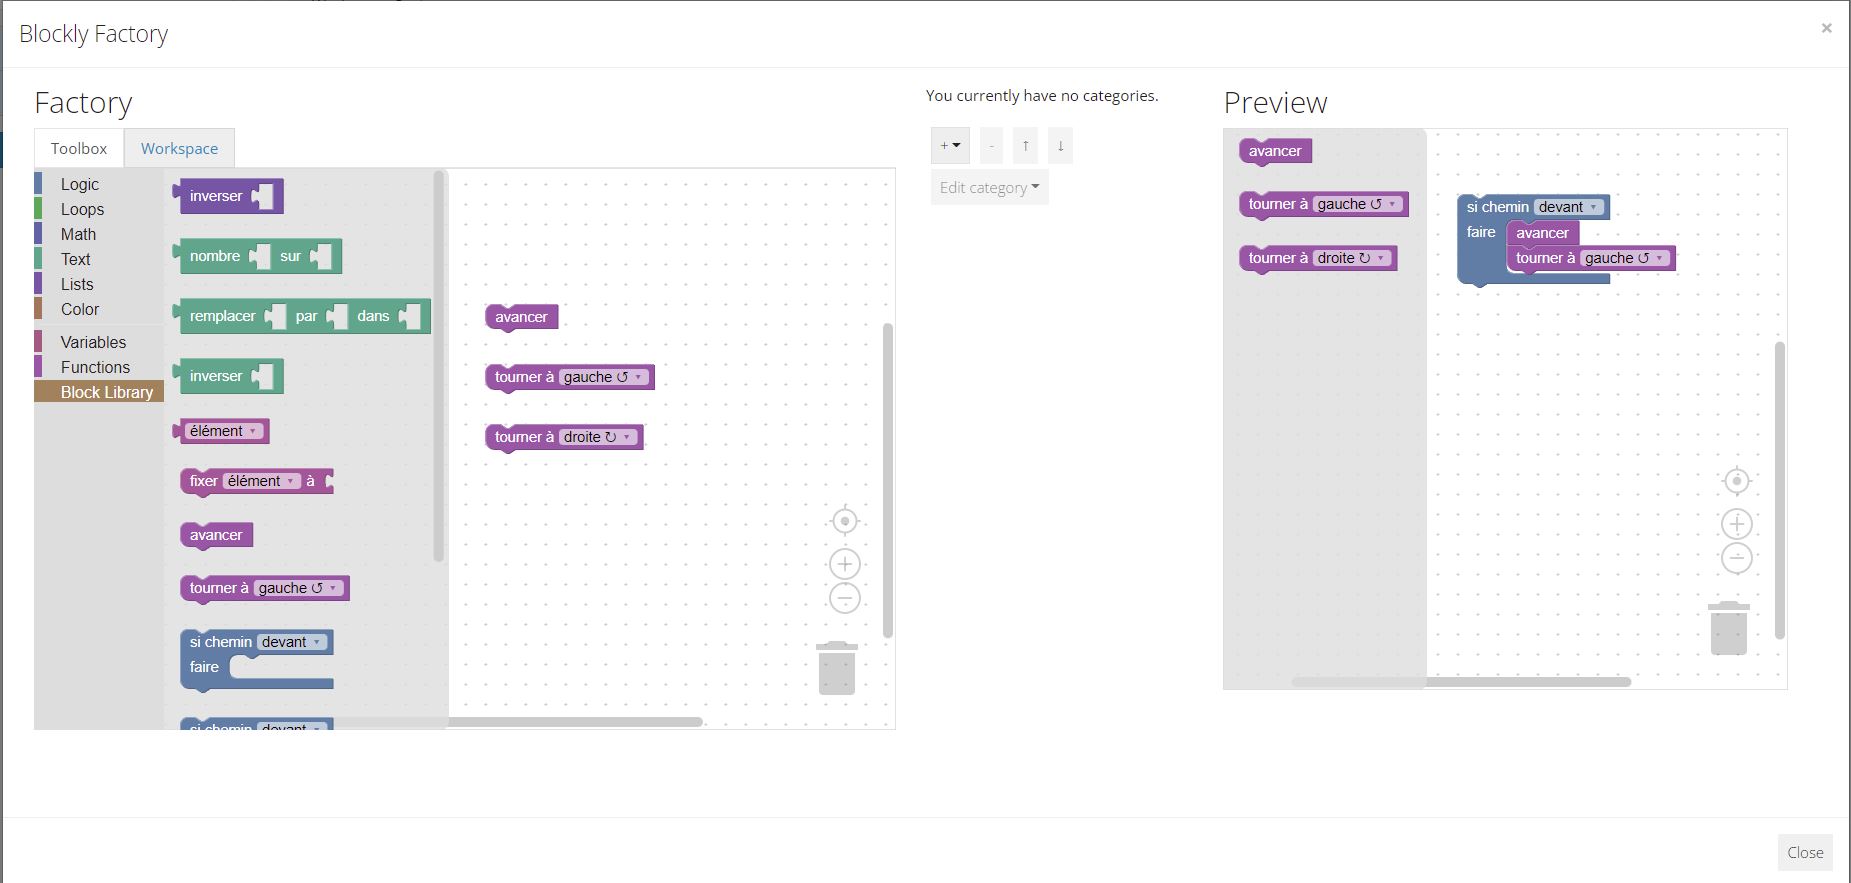 Blockly Factory
×
Factory
Toolbox
Workspace
Logic
Loops
Math
Text
Lists
Color
Variables
Functions
Block Library
inverser
nombre sur
remplacer par dans
inverser
élément
fixer élément à
avancer
tourner à gauche ↺
si chemin devant
faire
si chemin devant
avancer
tourner à gauche ↺
tourner à droite ↻
You currently have no categories.
+
-
↑
↓
Edit category
Preview
avancer
tourner à gauche ↺
tourner à droite ↻
si chemin devant
faire avancer
tourner à gauche ↺
Close